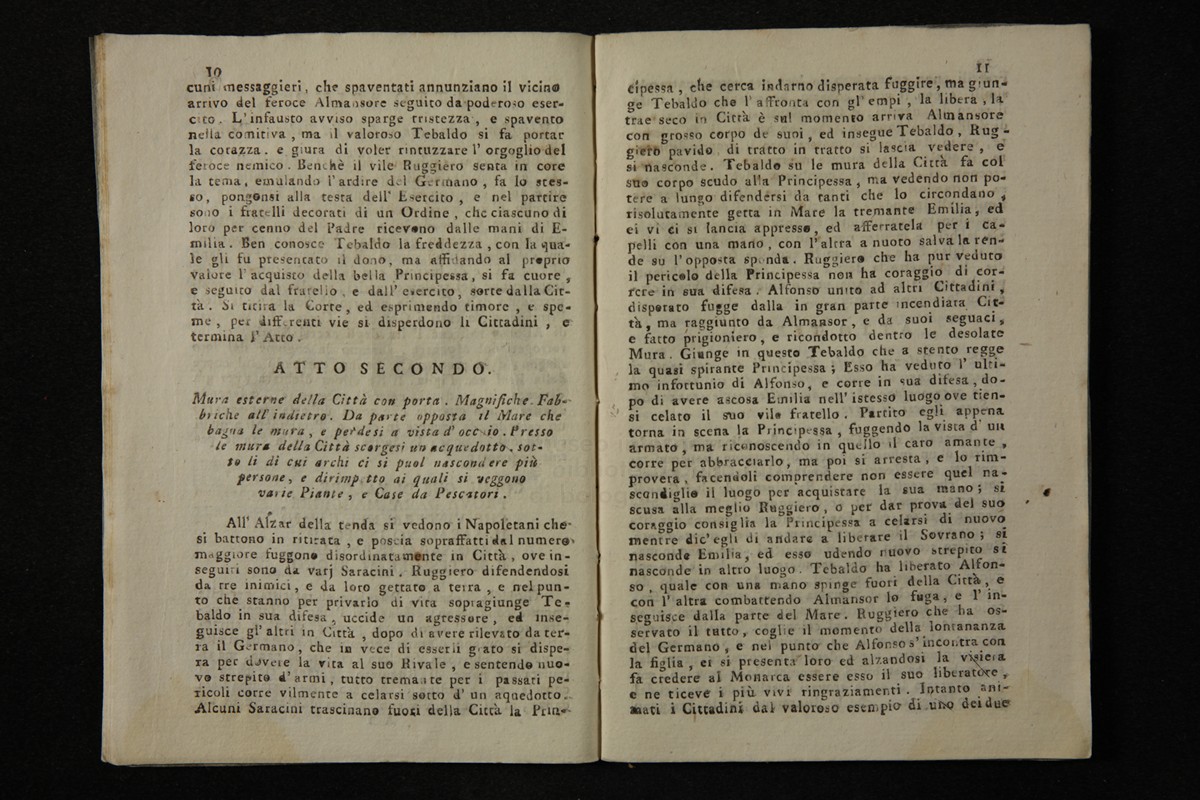 10
cuni messaggieri, che spaventati annunziano il vicino
arrivo del feroce Almansore seguito da poderoso eser-
cito. L'infausto avviso sparge tristezza, e spavento
nella comitiva, ma il valoroso Tebaldo si fa portar
la corazza. e giura di voler rintuzzare l'orgoglio del
feroce nemico. Benchè il vile Ruggiero senta in core
la tema, emulando l'ardire del Germano, fa lo stes-
so, pongonsi alla testa dell'Esercito, e nel partire
sono i fratelli decorati di un Ordine, che ciascuno di
loro per cenno del Padre ricevono dalle mani di E-
milia. Ben conosce Tebaldo la freddezza, con la qua-
le gli fu presentato il dono, ma affidando al proprio
valore l'acquisto della bella Principessa, si fa cuore,
e seguito dal fratello, e dall'esercito, sorte dalla Cit-
tà. Si ritira la Corte, ed esprimendo timore, e spe-
me, per differenti vie si disperdono li Cittadini, e
termina l'Atto.
ATTO SECONDO.
Mura esterne della Città con porta. Magnifiche Fab-
briche all'indietro. Da parte opposta il Mare che
bagna le mura, e perdesi a vista d'occhio. Presso
le mura della Città scorgesi un acquedotto, sot-
to li di cui archi ci si puol nascondere più
persone, e dirimpetto ai quali si veggono
varie Piante, e Case da Pescatori.
All'Alzar della tenda si vedono i Napoletani che
si battono in ritirata, e poscia sopraffatti dal numero
maggiore fuggono disordinatamente in Città, ove in-
seguiti sono da varj Saracini. Ruggiero difendendosi
da tre inimici, e da loro gettato a terra, e nel pun-
to che stanno per privarlo di vita sopragiunge Te-
baldo in sua difesa, uccide un agressore, ed inse-
guisce gl'altri in Città, dopo di avere rilevato da ter-
ra il Germano, che in vece di esserli grato si dispe-
ra per dovere la vita al suo Rivale, e sentendo nuo-
vo strepito d'armi, tutto tremante per i passati pe-
ricoli corre vilmente a celarsi sotto d'un aquedotto.
Alcuni Saracini trascinano fuori della Città la Prin-
11
cipessa, che cerca indarno disperata fuggire, ma giun-
ge Tebaldo che l'affronta con gl'empi, la libera, la
trae seco in Città è sul momento arriva Almansore
con grosso corpo de suoi, ed insegue Tebaldo, Rug-
giero pavido di tratto in tratto si lascia vedere, e
si nasconde. Tebaldo su le mura della Città fa col
suo corpo scudo alla Principessa, ma vedendo non po-
tere a lungo difendersi da tanti che lo circondano,
risolutamente getta in Mare la tremante Emilia, ed
ei vi ci si lancia appresso, ed afferratela per i ca-
pelli con una mano, con l'altra a nuoto salva la ren-
de su l'opposta sponda. Ruggiero che ha pur veduto
il pericolo della Principessa non ha coraggio di cor-
rere in sua difesa. Alfonso unito ad altri Cittadini,
disperato fugge dalla in gran parte incendiata Cit-
tà, ma raggiunto da Almansor, e da suoi seguaci,
e fatto prigioniero, e ricondotto dentro le desolate
Mura. Giunge in questo Tebaldo che a stento regge
la quasi spirante Principessa; Esso ha veduto l'ulti-
mo infortunio di Alfonso, e corre in sua difesa, do-
po di avere ascosa Emilia nell'istesso luogo ove tien-
si celato il suo vile fratello. Partito egli appena
torna in scena la Principessa, fuggendo la vista d'un
armato, ma riconoscendo in quello il caro amante,
corre per abbracciarlo, ma poi si arresta, e lo rim-
provera, facendoli comprendere non essere quel na-
scondiglio il luogo per acquistare la sua mano; si
scusa alla meglio Ruggiero, o per dar prova del suo
coraggio consiglia la Principessa a celarsi di nuovo
mentre dic'egli di andare a liberare il Sovrano; si
nasconde Emilia, ed esso udendo nuovo strepito si
nasconde in altro luogo. Tebaldo ha liberato Alfon-
so, quale con una mano spinge fuori della Città, e
con l'altra combattendo Almansor lo fuga, e l'in-
seguisce dalla parte del Mare. Ruggiero che ha os-
servato il tutto, coglie il momento della lontananza
del Germano, e nel punto che Alfonso s'incontra con
la figlia, ei si presenta loro ed alzandosi la visiera
fa credere al Monarca essere esso il suo liberatore,
e ne riceve i più vivi ringraziamenti. Intanto ani-
mati i Cittadini dal valoroso esempio di uno dei due